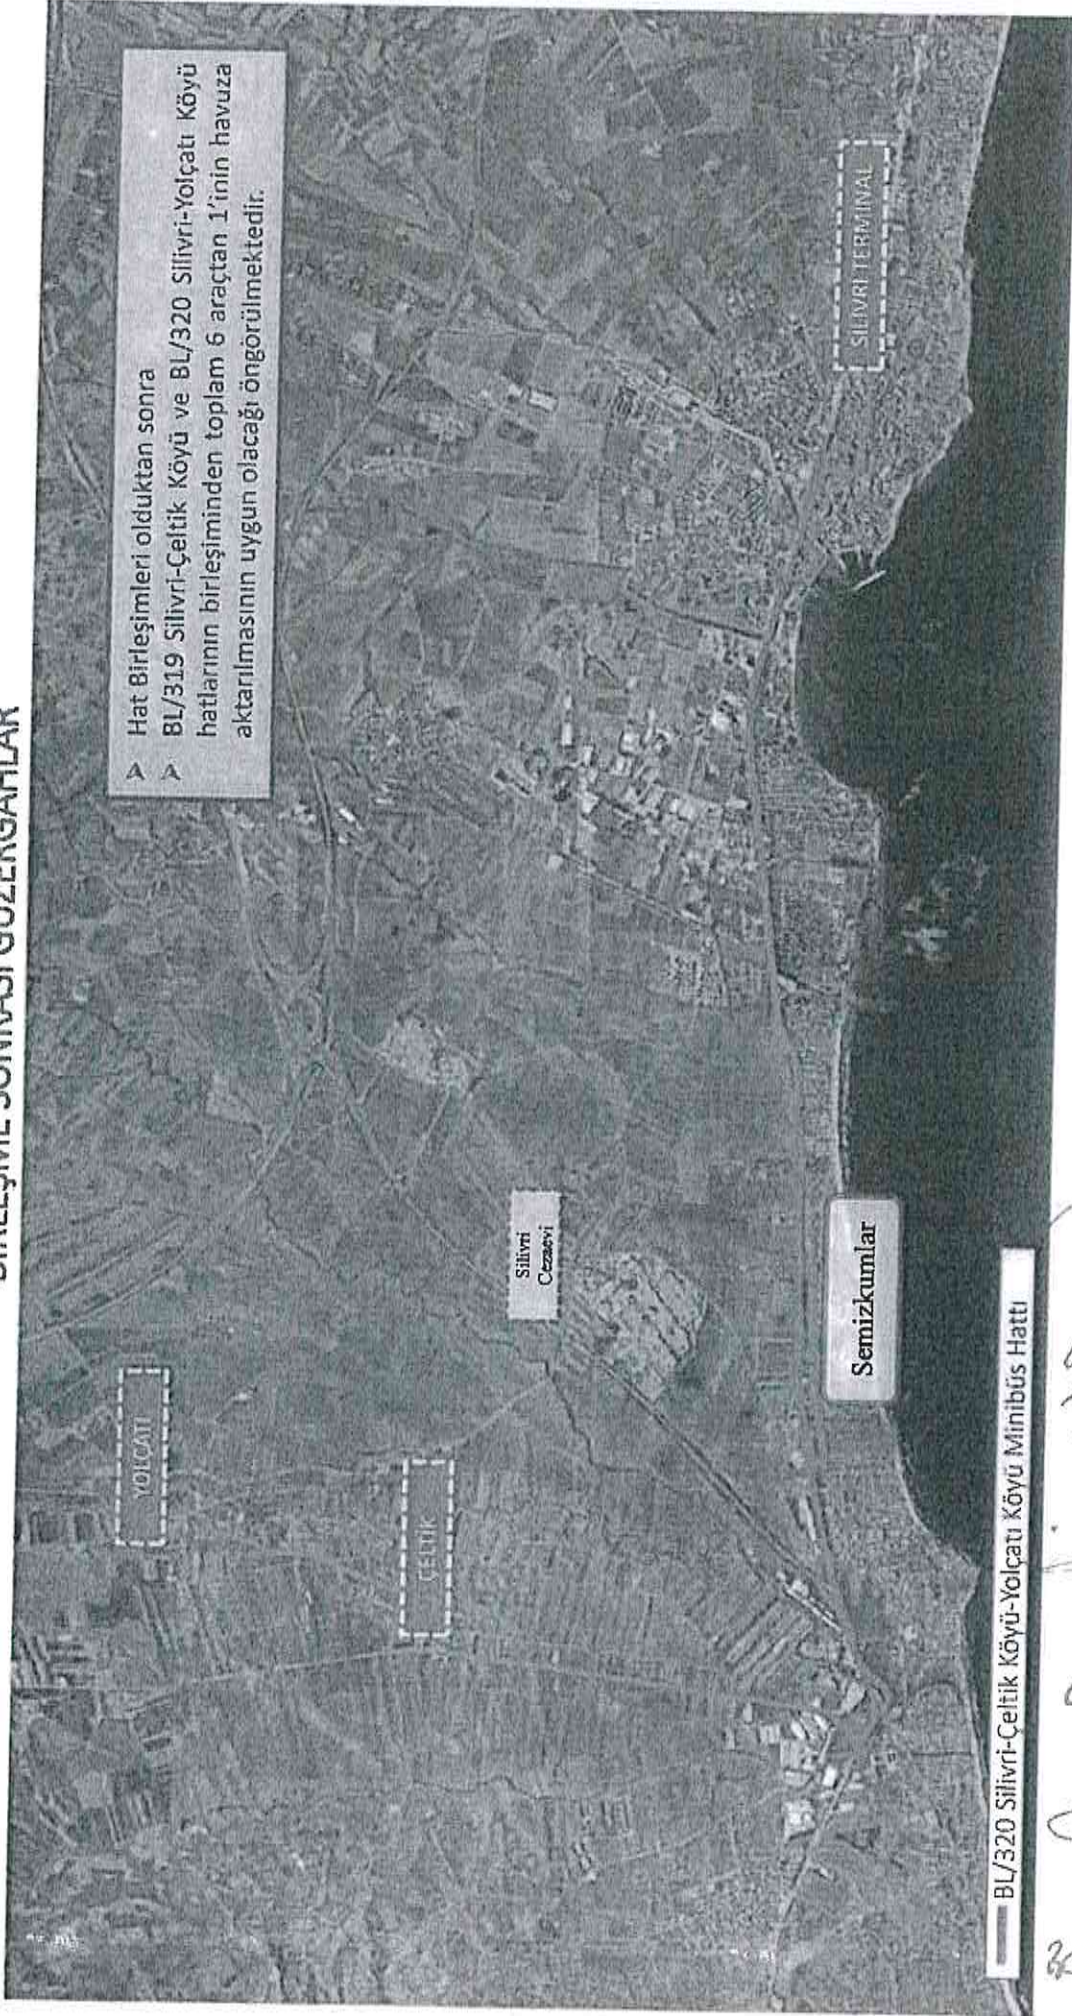 BİRLEŞME SONRASI GÜZERGAHLAR
➤ Hat Birleşimleri olduktan sonra
➤ BL/319 Silivri-Çeltik Köyü ve BL/320 Silivri-Yolçatı Köyü
hatlarının birleşiminden toplam 6 araçtan 1'inin havuza
aktarılmasının uygun olacağı öngörülmektedir.
YOLÇATI
ÇELTİK
Silivri
Cezaevi
SİLİVRİ TERMİNAL
Semizkumlar
BL/320 Silivri-Çeltik Köyü-Yolçatı Köyü Minibüs Hattı